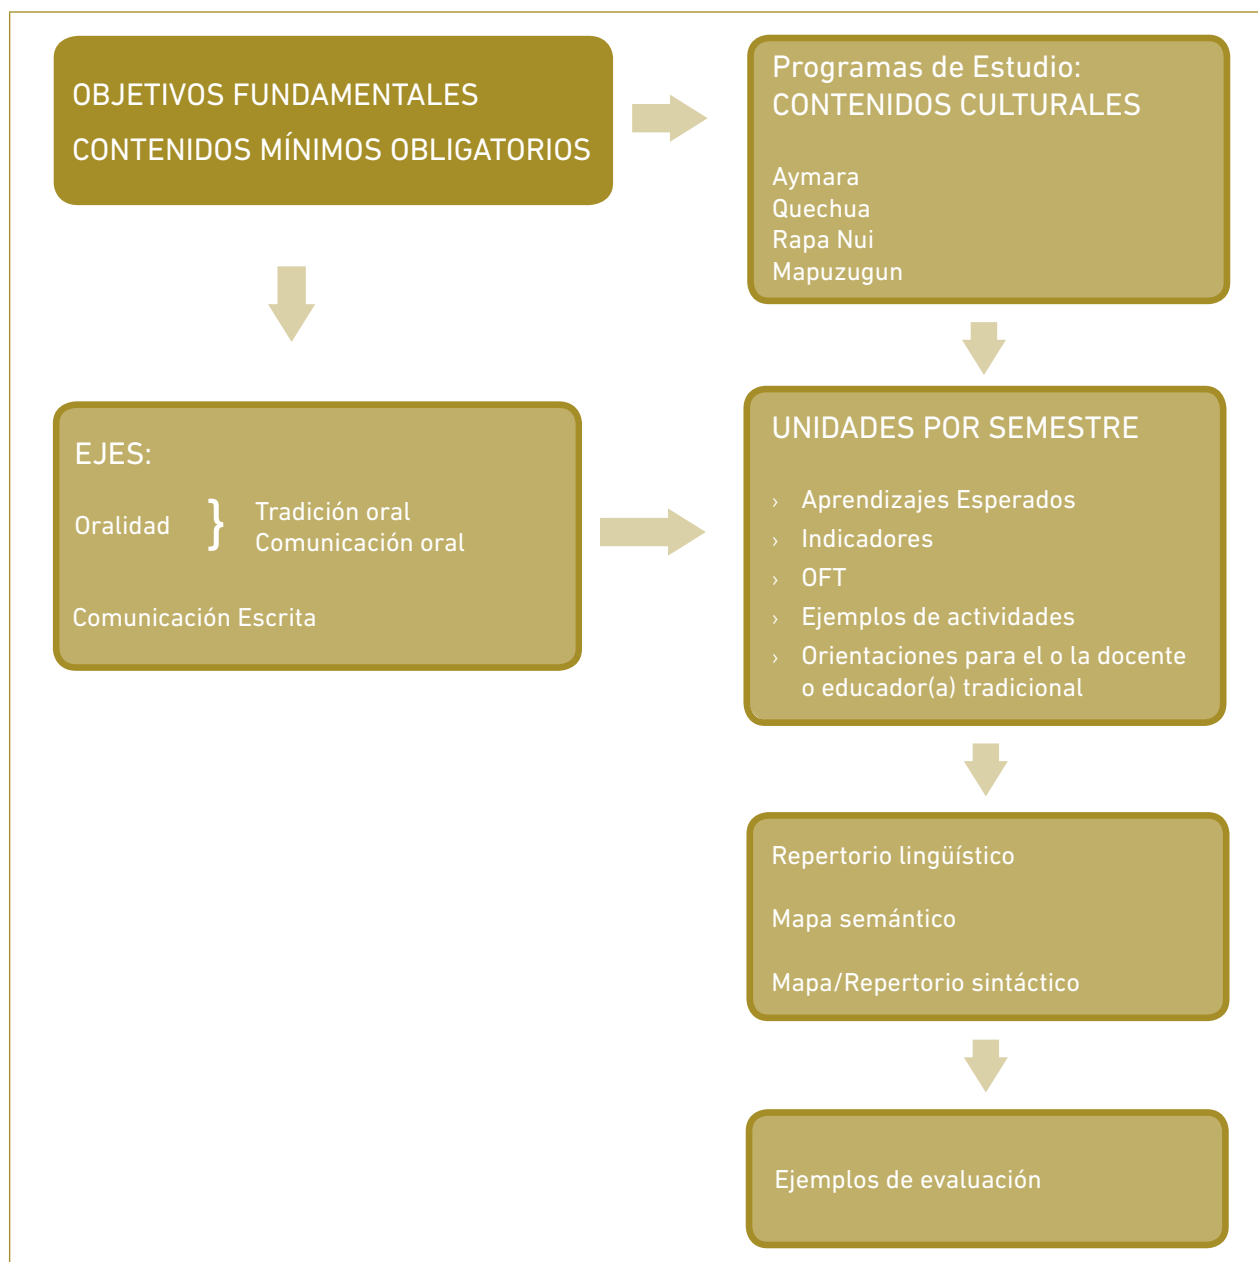 OBJETIVOS FUNDAMENTALES
CONTENIDOS MÍNIMOS OBLIGATORIOS
Programas de Estudio:
CONTENIDOS CULTURALES
Aymara
Quechua
Rapa Nui
Mapuzugun
EJES:
Oralidad } Tradición oral
Comunicación oral
Comunicación Escrita
UNIDADES POR SEMESTRE
› Aprendizajes Esperados
› Indicadores
› OFT
› Ejemplos de actividades
› Orientaciones para el o la docente
o educador(a) tradicional
Repertorio lingüístico
Mapa semántico
Mapa/Repertorio sintáctico
Ejemplos de evaluación